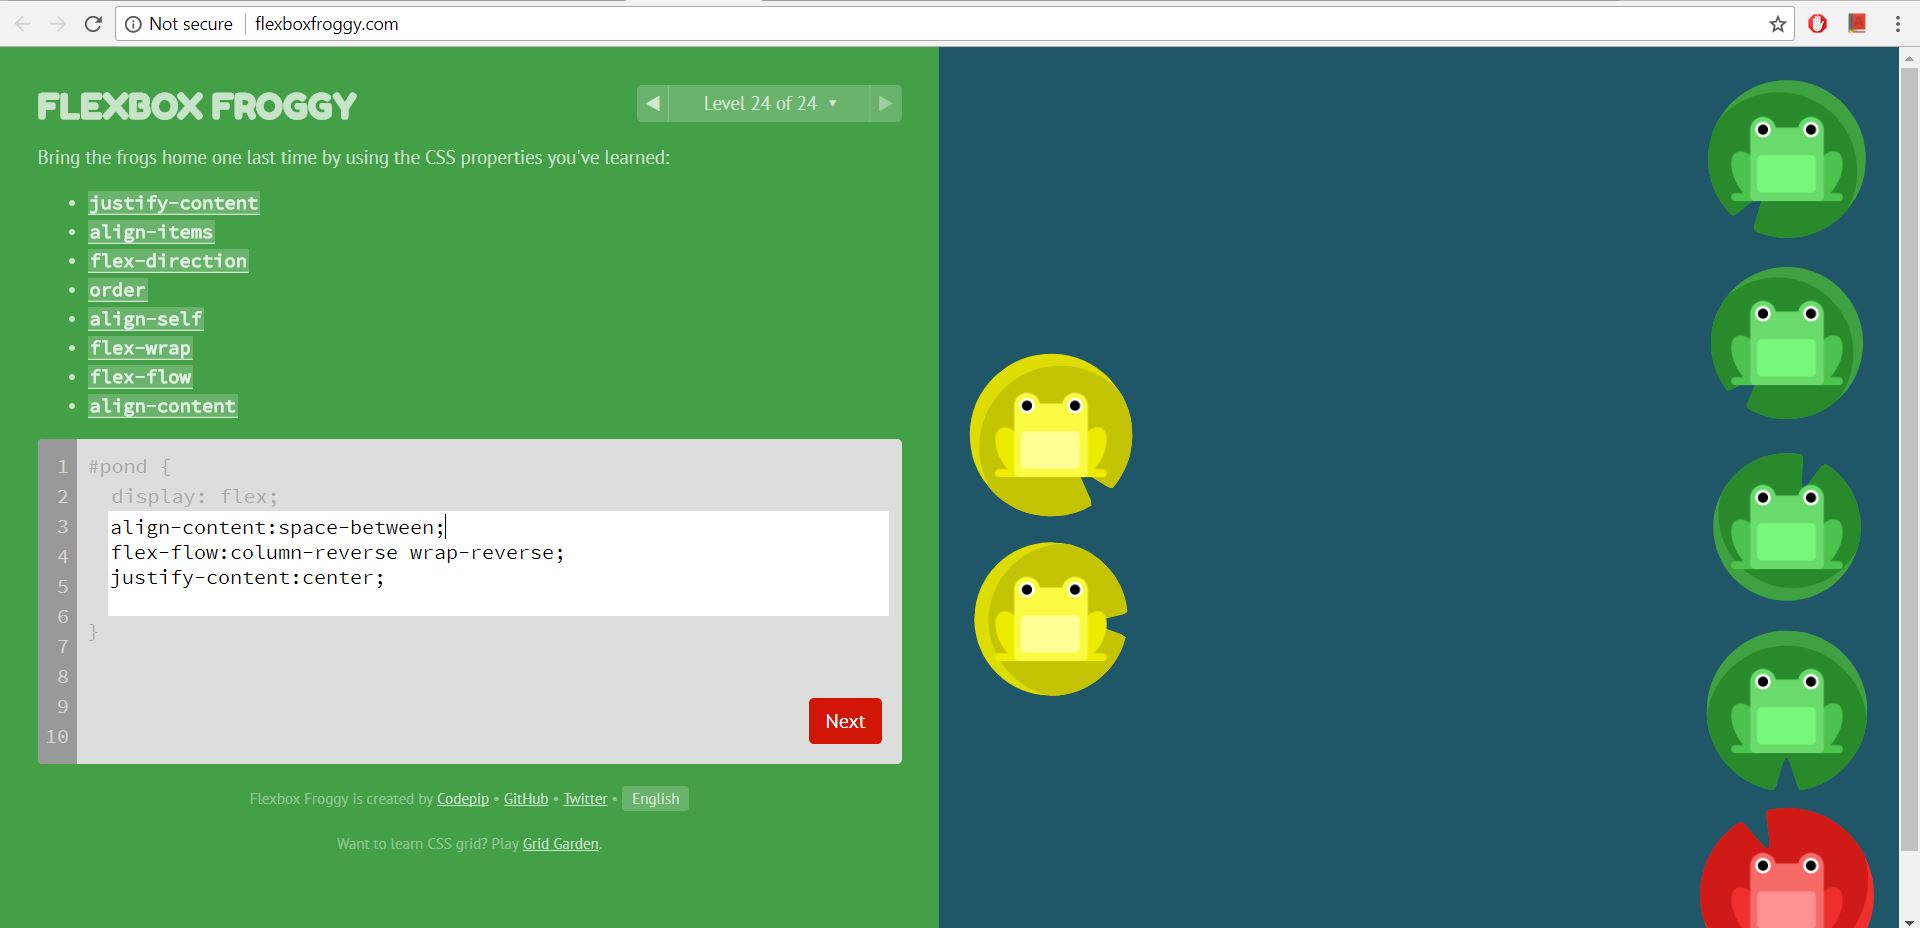 Not secure
flexboxfroggy.com
FLEXBOX FROGGY
◀ Level 24 of 24 ▼ ▶
Bring the frogs home one last time by using the CSS properties you've learned:
• justify-content
• align-items
• flex-direction
• order
• align-self
• flex-wrap
• flex-flow
• align-content
1 #pond {
2 display: flex;
3 align-content:space-between;
4 flex-flow:column-reverse wrap-reverse;
5 justify-content:center;
6 }
7
8
9
10
Next
Flexbox Froggy is created by Codepip • GitHub • Twitter • English
Want to learn CSS grid? Play Grid Garden.